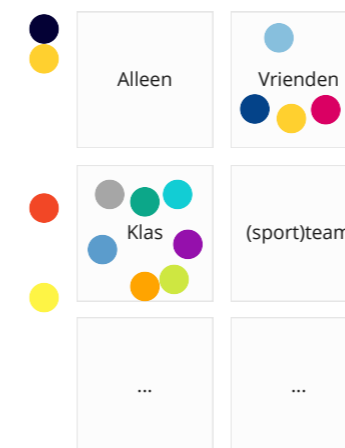 Alleen
Vrienden
Klas
(sport)team
...
...